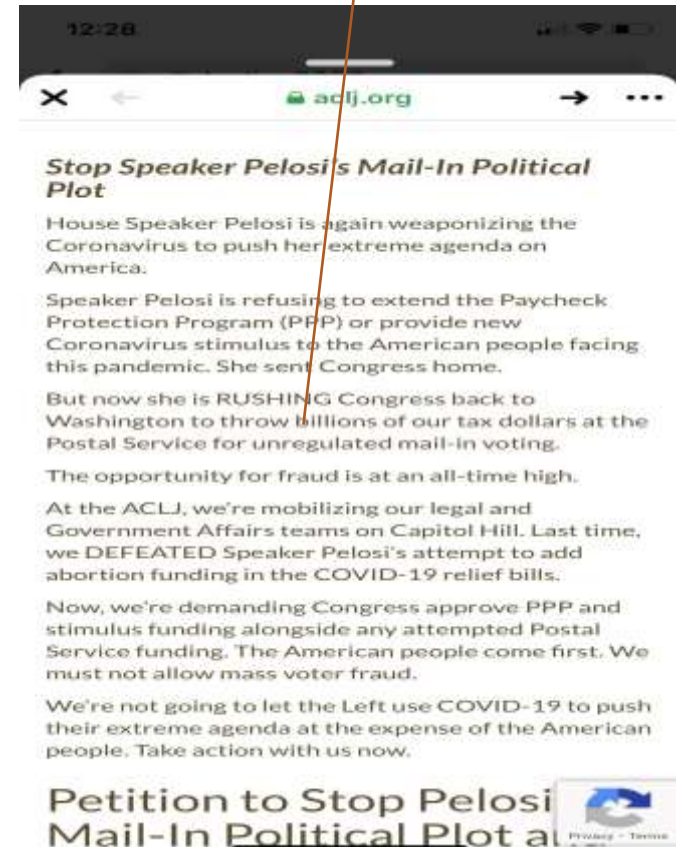 12:28
aclj.org
Stop Speaker Pelosi's Mail-In Political
Plot
House Speaker Pelosi is again weaponizing the
Coronavirus to push her extreme agenda on
America.
Speaker Pelosi is refusing to extend the Paycheck
Protection Program (PPP) or provide new
Coronavirus stimulus to the American people facing
this pandemic. She sent Congress home.
But now she is RUSHING Congress back to
Washington to throw billions of our tax dollars at the
Postal Service for unregulated mail-in voting.
The opportunity for fraud is at an all-time high.
At the ACLJ, we're mobilizing our legal and
Government Affairs teams on Capitol Hill. Last time,
we DEFEATED Speaker Pelosi's attempt to add
abortion funding in the COVID-19 relief bills.
Now, we're demanding Congress approve PPP and
stimulus funding alongside any attempted Postal
Service funding. The American people come first. We
must not allow mass voter fraud.
We're not going to let the Left use COVID-19 to push
their extreme agenda at the expense of the American
people. Take action with us now.
Petition to Stop Pelosi
Mail-In Political Plot a
Privacy - Terms